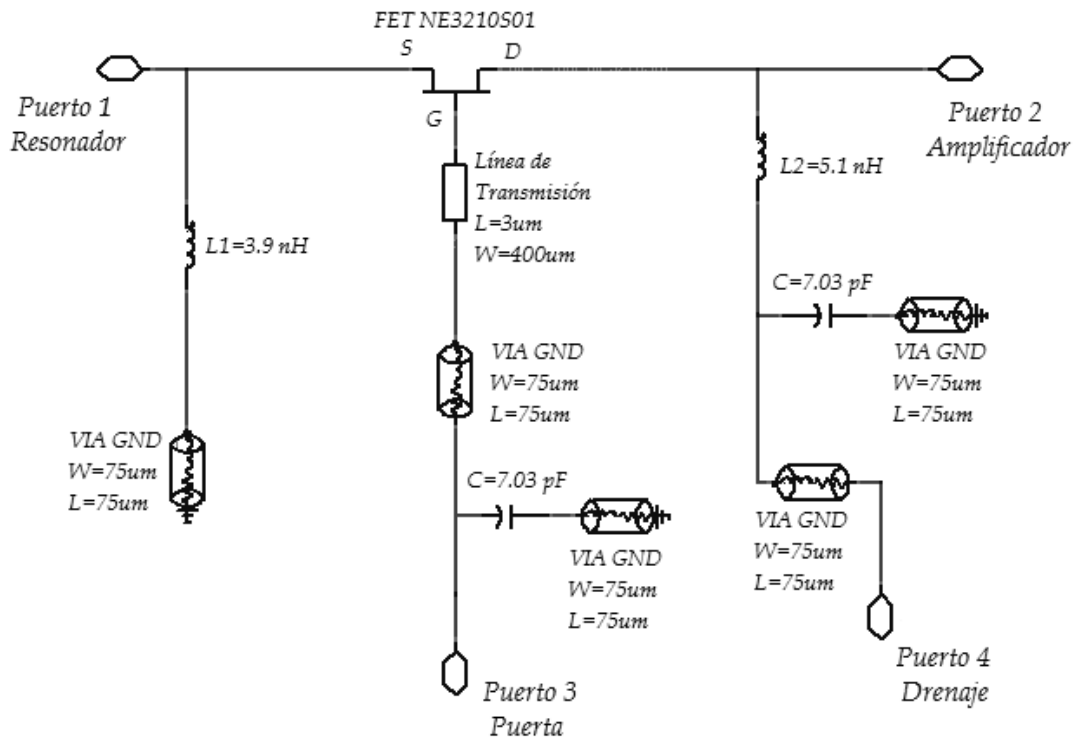 FET NE3210S01
S
D
G
Puerto 1
Resonador
Puerto 2
Amplificador
Línea de
Transmisión
L=3um
W=400um
L1=3.9 nH
L2=5.1 nH
C=7.03 pF
VIA GND
W=75um
L=75um
VIA GND
W=75um
L=75um
VIA GND
W=75um
L=75um
C=7.03 pF
VIA GND
W=75um
L=75um
VIA GND
W=75um
L=75um
Puerto 3
Puerta
Puerto 4
Drenaje